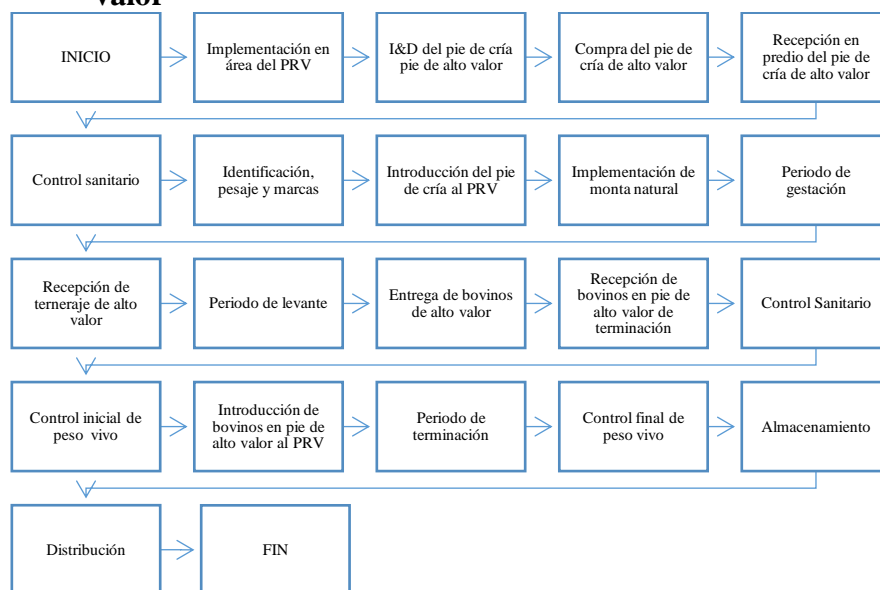 valor
INICIO
Implementación en
área del PRV
I&D del pie de cría
pie de alto valor
Compra del pie de
cría de alto valor
Recepción en
predio del pie de
cría de alto valor
Control sanitario
Identificación,
pesaje y marcas
Introducción del pie
de cría al PRV
Implementación de
monta natural
Periodo de
gestación
Recepción de
terneraje de alto
valor
Periodo de levante
Entrega de bovinos
de alto valor
Recepción de
bovinos en pie de
alto valor de
terminación
Control Sanitario
Control inicial de
peso vivo
Introducción de
bovinos en pie de
alto valor al PRV
Periodo de
terminación
Control final de
peso vivo
Almacenamiento
Distribución
FIN